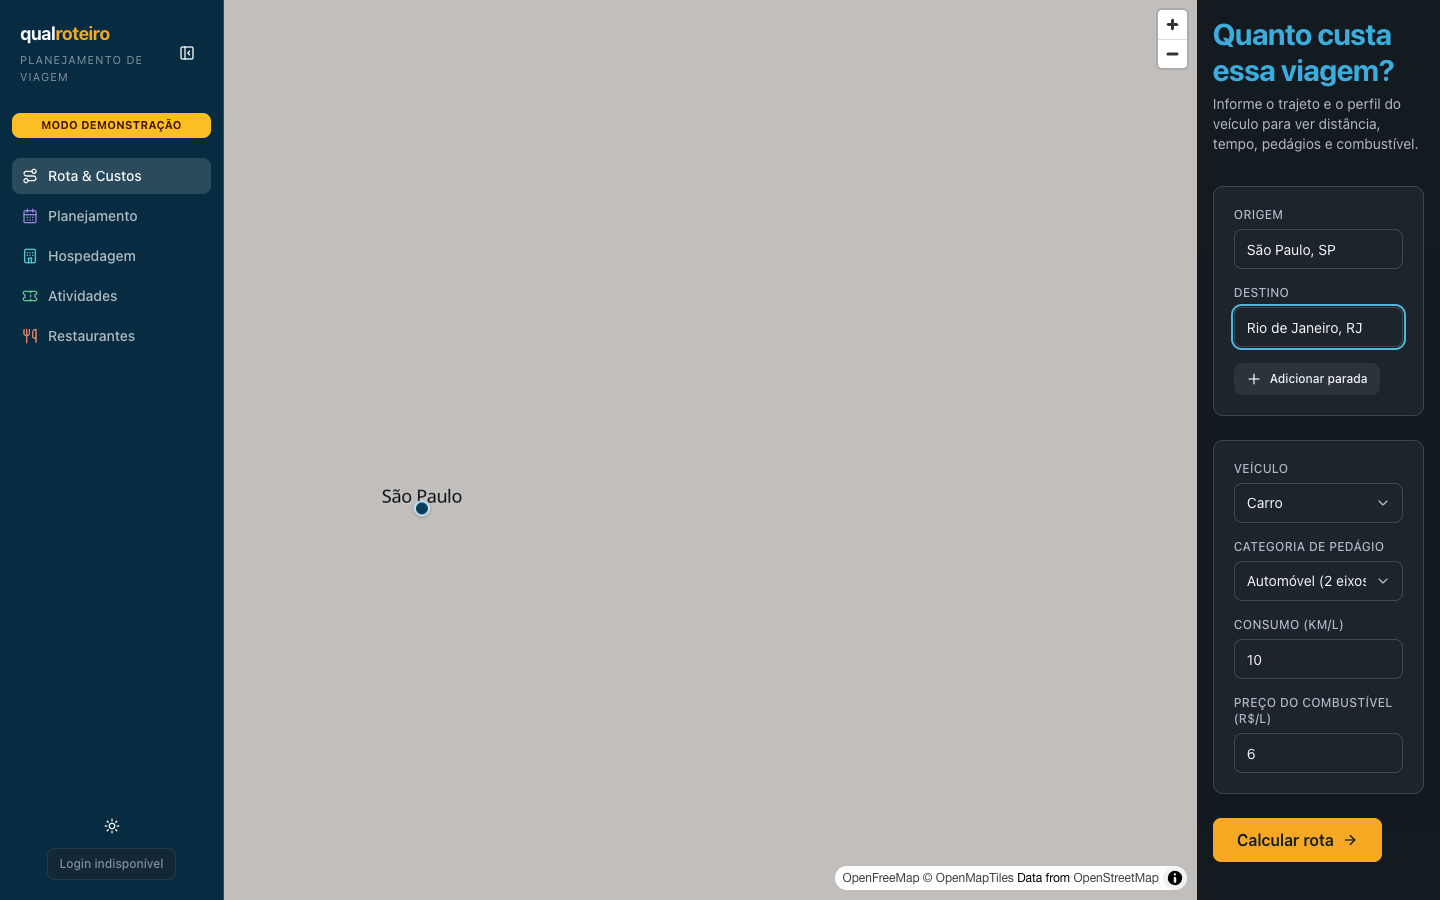 qualroteiro
PLANEJAMENTO DE
VIAGEM
MODO DEMONSTRAÇÃO
Rota & Custos
Planejamento
Hospedagem
Atividades
Restaurantes
Login indisponível
São Paulo
OpenFreeMap © OpenMapTiles Data from OpenStreetMap
Quanto custa
essa viagem?
Informe o trajeto e o perfil do
veículo para ver distância,
tempo, pedágios e combustível.
ORIGEM
São Paulo, SP
DESTINO
Rio de Janeiro, RJ
Adicionar parada
VEÍCULO
Carro
CATEGORIA DE PEDÁGIO
Automóvel (2 eixos
CONSUMO (KM/L)
10
PREÇO DO COMBUSTÍVEL
(R$/L)
6
Calcular rota